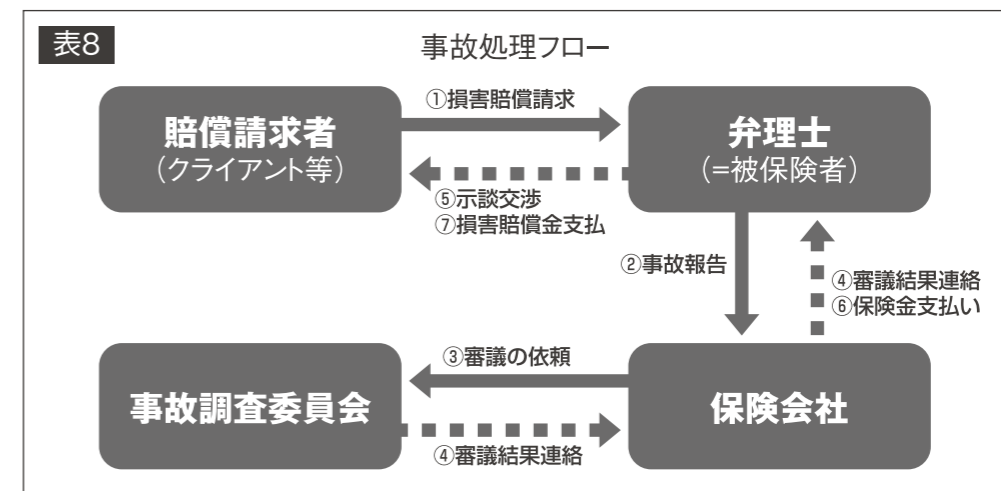 表8
事故処理フロー
①損害賠償請求
賠償請求者
（クライアント等）
弁理士
（=被保険者）
⑤示談交渉
⑦損害賠償金支払
②事故報告
④審議結果連絡
⑥保険金支払い
③審議の依頼
事故調査委員会
保険会社
④審議結果連絡